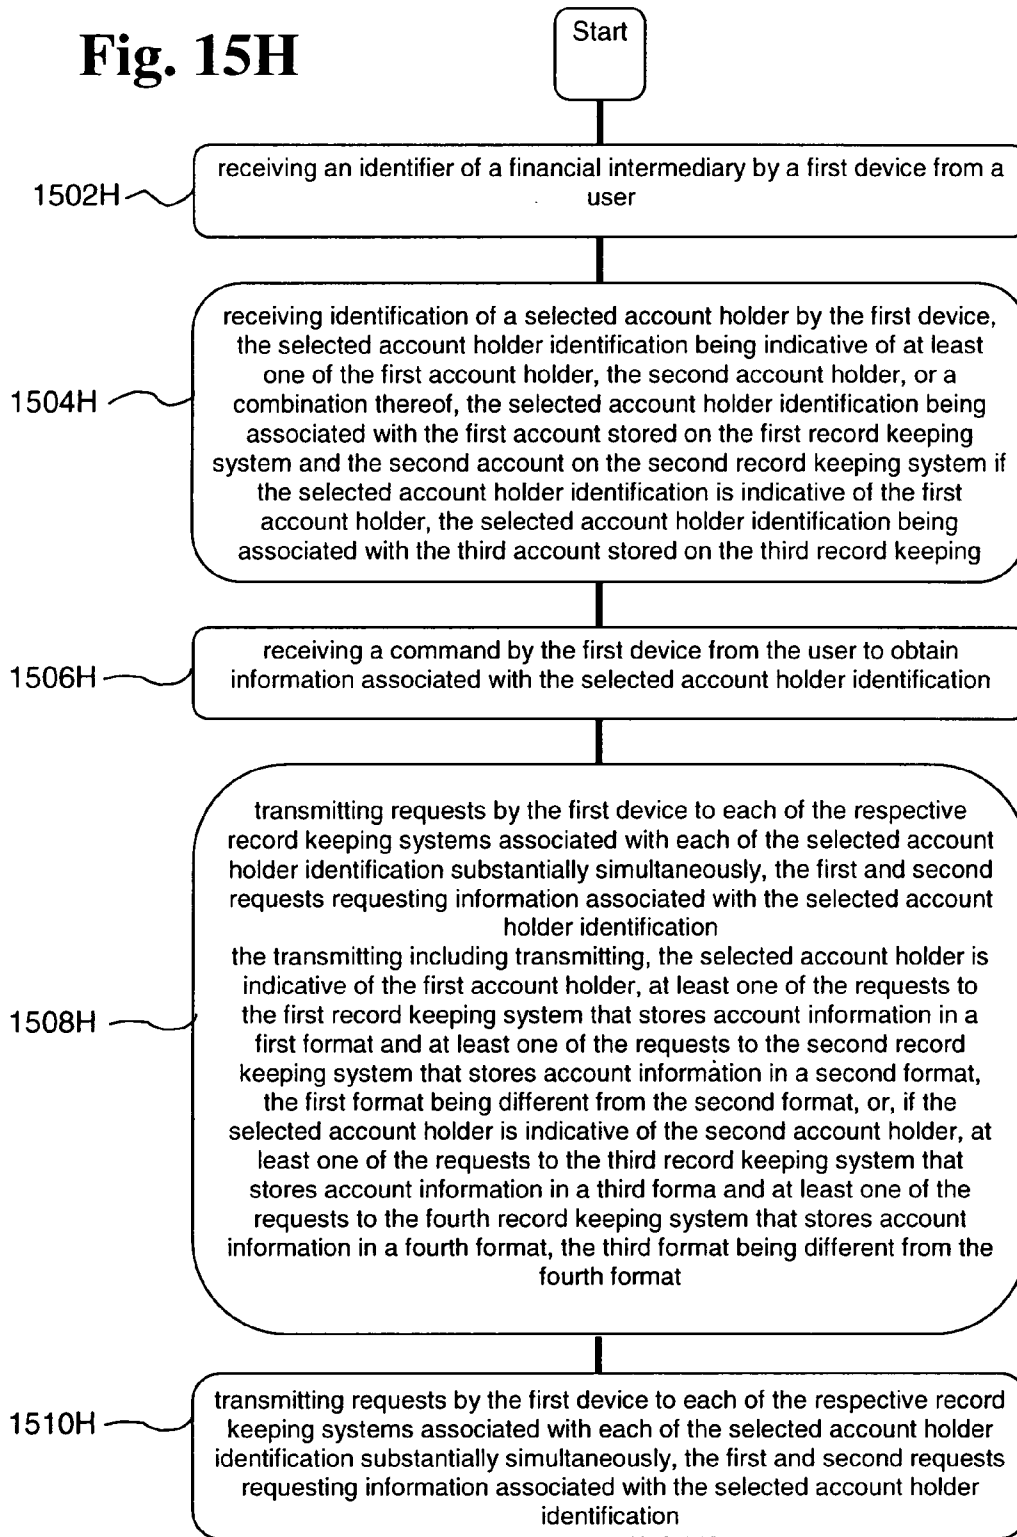 Fig. 15H
Start
1502H
receiving an identifier of a financial intermediary by a first device from a
user
1504H
receiving identification of a selected account holder by the first device,
the selected account holder identification being indicative of at least
one of the first account holder, the second account holder, or a
combination thereof, the selected account holder identification being
associated with the first account stored on the first record keeping
system and the second account on the second record keeping system if
the selected account holder identification is indicative of the first
account holder, the selected account holder identification being
associated with the third account stored on the third record keeping
1506H
receiving a command by the first device from the user to obtain
information associated with the selected account holder identification
1508H
transmitting requests by the first device to each of the respective
record keeping systems associated with each of the selected account
holder identification substantially simultaneously, the first and second
requests requesting information associated with the selected account
holder identification
the transmitting including transmitting, the selected account holder is
indicative of the first account holder, at least one of the requests to
the first record keeping system that stores account information in a
first format and at least one of the requests to the second record
keeping system that stores account information in a second format,
the first format being different from the second format, or, if the
selected account holder is indicative of the second account holder, at
least one of the requests to the third record keeping system that
stores account information in a third forma and at least one of the
requests to the fourth record keeping system that stores account
information in a fourth format, the third format being different from the
fourth format
1510H
transmitting requests by the first device to each of the respective record
keeping systems associated with each of the selected account holder
identification substantially simultaneously, the first and second requests
requesting information associated with the selected account holder
identification